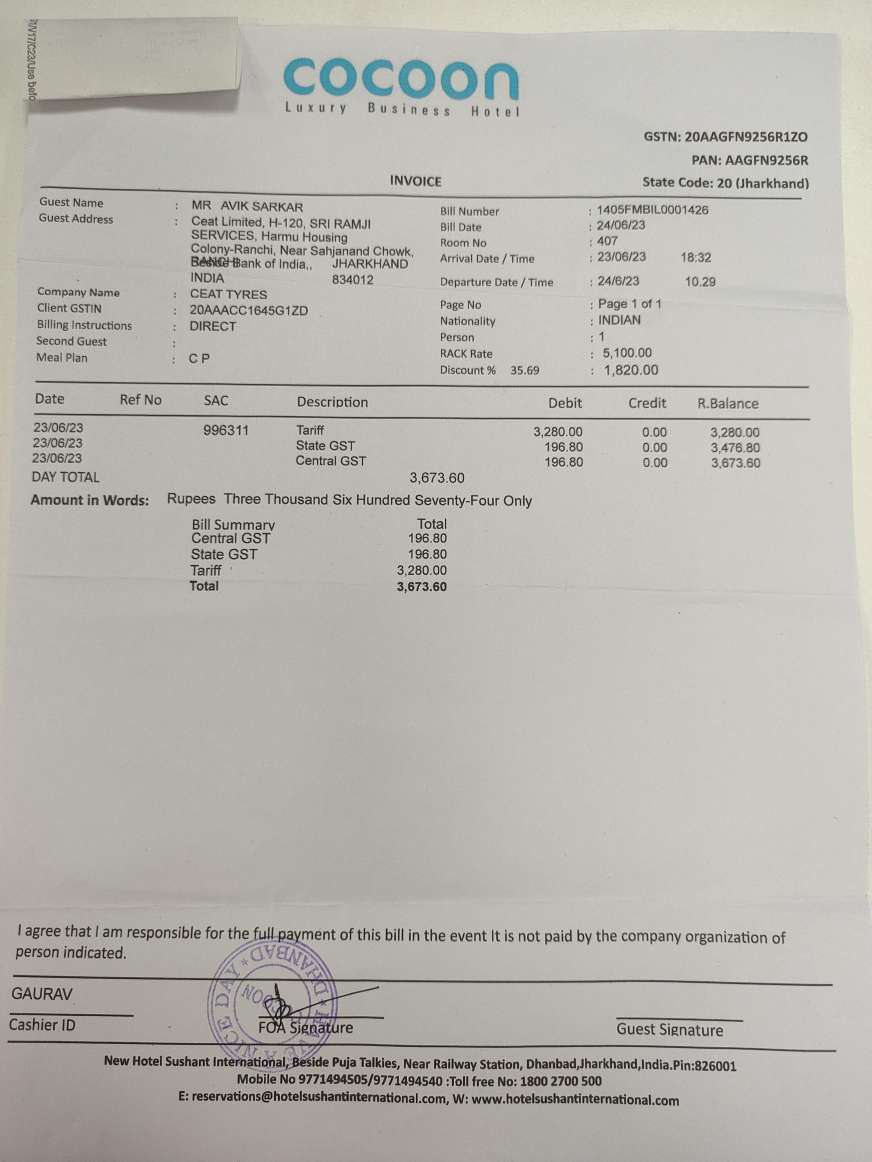 COCOON
Luxury Business Hotel
GSTN: 20AAGFN9256R1ZO
PAN: AAGFN9256R
INVOICE
State Code: 20 (Jharkhand)
Guest Name : MR AVIK SARKAR
Guest Address : Ceat Limited, H-120, SRI RAMJI
SERVICES, Harmu Housing
Colony-Ranchi, Near Sahjanand Chowk,
Bank of India,, JHARKHAND
INDIA 834012
Company Name : CEAT TYRES
Client GSTIN : 20AAACC1645G1ZD
Billing Instructions : DIRECT
Second Guest :
Meal Plan : C P
Bill Number : 1405FMBIL0001426
Bill Date : 24/06/23
Room No : 407
Arrival Date / Time : 23/06/23 18:32
Departure Date / Time : 24/6/23 10.29
Page No : Page 1 of 1
Nationality : INDIAN
Person : 1
RACK Rate : 5,100.00
Discount % 35.69 : 1,820.00
Date Ref No SAC Description Debit Credit R.Balance
23/06/23 996311 Tariff 3,280.00 0.00 3,280.00
23/06/23 State GST 196.80 0.00 3,476.80
23/06/23 Central GST 196.80 0.00 3,673.60
DAY TOTAL 3,673.60
Amount in Words: Rupees Three Thousand Six Hundred Seventy-Four Only
Bill Summary Total
Central GST 196.80
State GST 196.80
Tariff 3,280.00
Total 3,673.60
I agree that I am responsible for the full payment of this bill in the event It is not paid by the company organization of
person indicated.
GAURAV
Cashier ID
FOA Signature
Guest Signature
HAVE A NICE DAY * DHANBAD *
New Hotel Sushant International, Beside Puja Talkies, Near Railway Station, Dhanbad,Jharkhand,India.Pin:826001
Mobile No 9771494505/9771494540 :Toll free No: 1800 2700 500
E: reservations@hotelsushantinternational.com, W: www.hotelsushantinternational.com